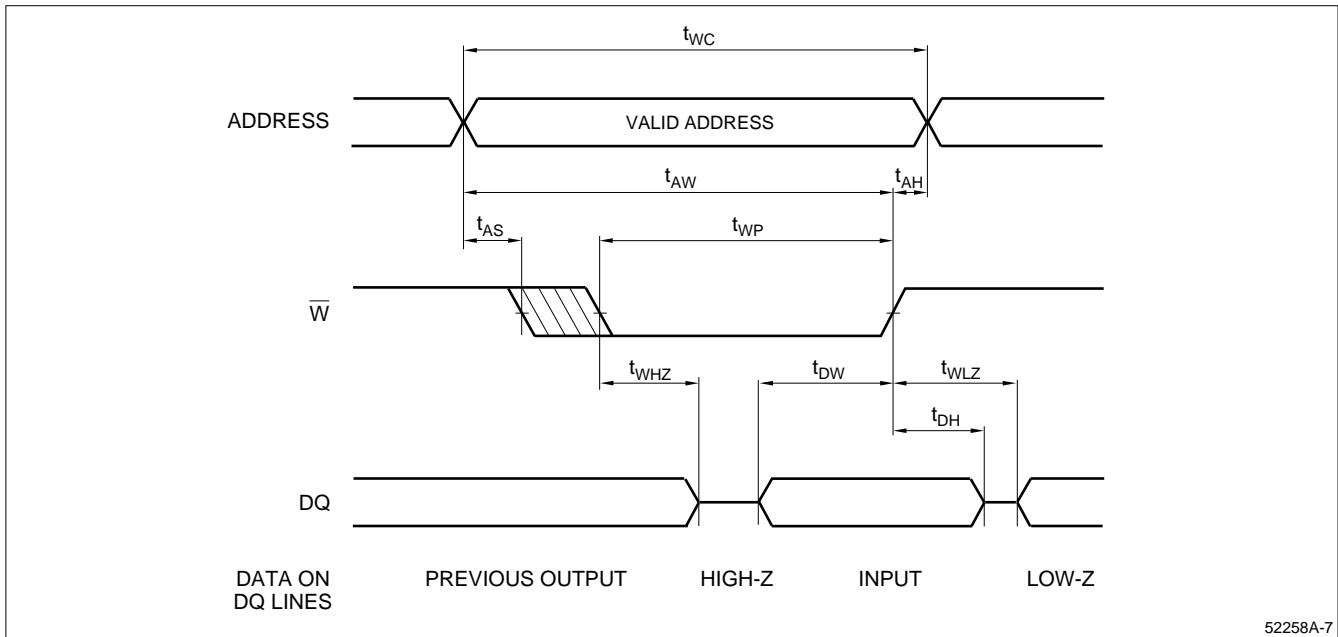 tWC
ADDRESS
VALID ADDRESS
tAW
tAH
tAS
tWP
W̅
tWHZ
tDW
tWLZ
tDH
DQ
DATA ON
DQ LINES
PREVIOUS OUTPUT
HIGH-Z
INPUT
LOW-Z
52258A-7